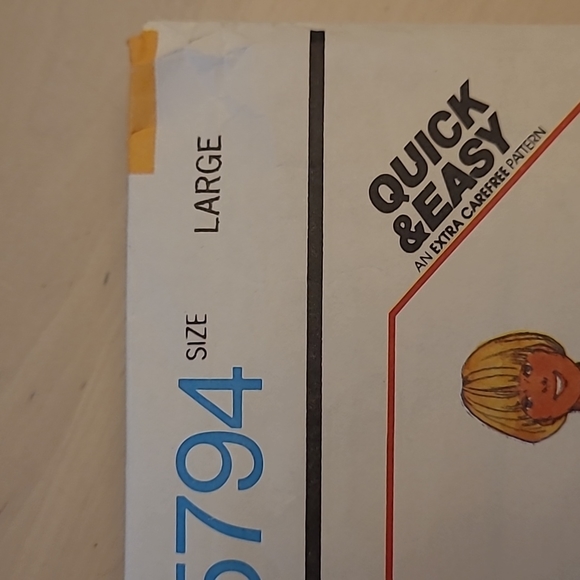 QUICK
&EASY
AN EXTRA CAREFREE PATTERN
5794 SIZE LARGE